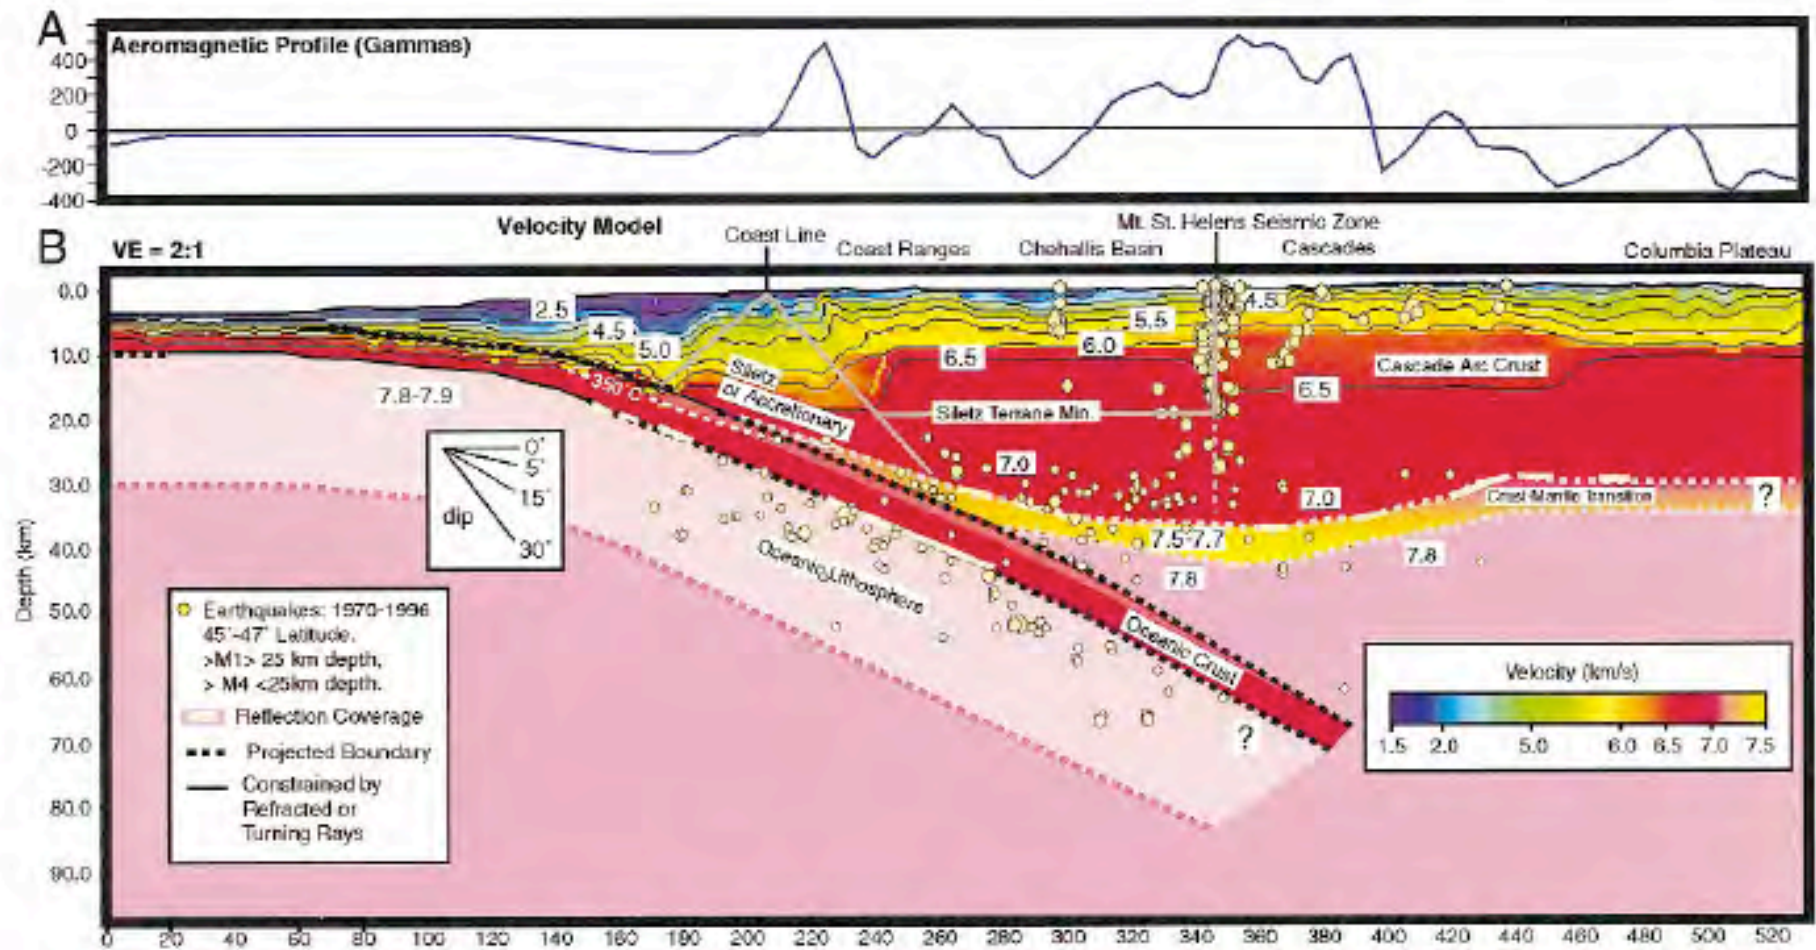 A
Aeromagnetic Profile (Gammas)
400
200
0
-200
-400
B
VE = 2:1
Velocity Model
Coast Line
Coast Ranges
Chehallis Basin
Mt. St. Helens Seismic Zone
Cascades
Columbia Plateau
0.0
10.0
20.0
30.0
40.0
50.0
60.0
70.0
80.0
90.0
Depth (km)
2.5
4.5
5.0
350°C
7.8-7.9
Siletz
or Accretionary
6.5
6.0
5.5
4.5
Cascade Arc Crust
6.5
Siletz Terrane Min.
7.0
7.0
Crust-Mantle Transition
?
7.5-7.7
7.8
7.8
Oceanic Lithosphere
Oceanic Crust
?
dip
0°
5°
15°
30°
Earthquakes: 1970-1996
45°-47° Latitude.
>M1> 25 km depth,
> M4 <25km depth.
Reflection Coverage
Projected Boundary
Constrained by
Refracted or
Turning Rays
Velocity (km/s)
1.5 2.0 5.0 6.0 6.5 7.0 7.5
0 20 40 60 80 100 120 140 160 180 200 220 240 260 280 300 320 340 360 380 400 420 440 460 480 500 520